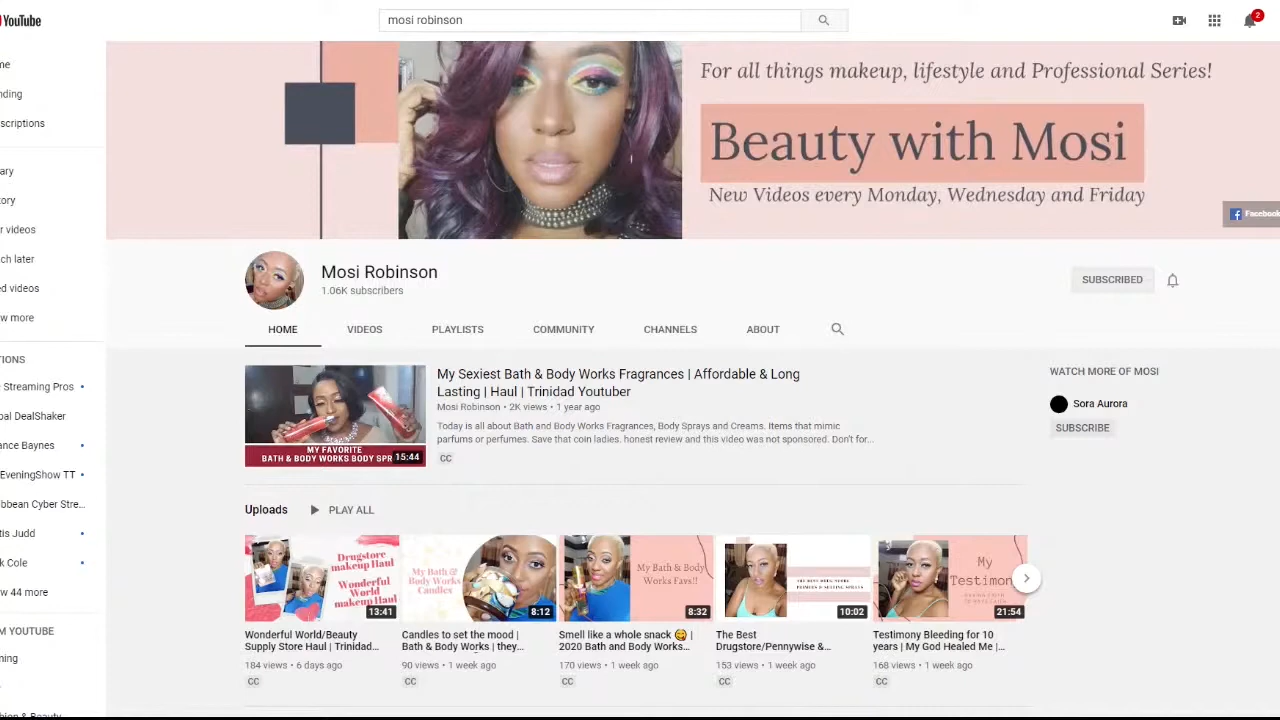 YouTube
mosi robinson
2
For all things makeup, lifestyle and Professional Series!
Beauty with Mosi
New Videos every Monday, Wednesday and Friday
Facebook
me
nding
scriptions
ary
ory
r videos
ch later
ed videos
w more
TIONS
Streaming Pros
bal DealShaker
ance Baynes
EveningShow TT
bbean Cyber Stre...
tis Judd
k Cole
w 44 more
M YOUTUBE
ning
Mosi Robinson
1.06K subscribers
SUBSCRIBED
HOME
VIDEOS
PLAYLISTS
COMMUNITY
CHANNELS
ABOUT
MY FAVORITE
BATH & BODY WORKS BODY SPR
15:44
My Sexiest Bath & Body Works Fragrances | Affordable & Long
Lasting | Haul | Trinidad Youtuber
Mosi Robinson • 2K views • 1 year ago
Today is all about Bath and Body Works Fragrances, Body Sprays and Creams. Items that mimic
parfums or perfumes. Save that coin ladies. honest review and this video was not sponsored. Don't for...
CC
WATCH MORE OF MOSI
Sora Aurora
SUBSCRIBE
Uploads
PLAY ALL
Drugstore
makeup Haul
Wonderful
World
makeup Haul
13:41
Wonderful World/Beauty
Supply Store Haul | Trinidad...
184 views • 6 days ago
CC
My Bath &
Body Works
Candles
8:12
Candles to set the mood |
Bath & Body Works | they...
90 views • 1 week ago
CC
My Bath & Body
Works Favs!!
8:32
Smell like a whole snack 😋 |
2020 Bath and Body Works...
170 views • 1 week ago
CC
10:02
The Best
Drugstore/Pennywise &...
153 views • 1 week ago
CC
My
Testimon
21:54
Testimony Bleeding for 10
years | My God Healed Me |...
168 views • 1 week ago
CC